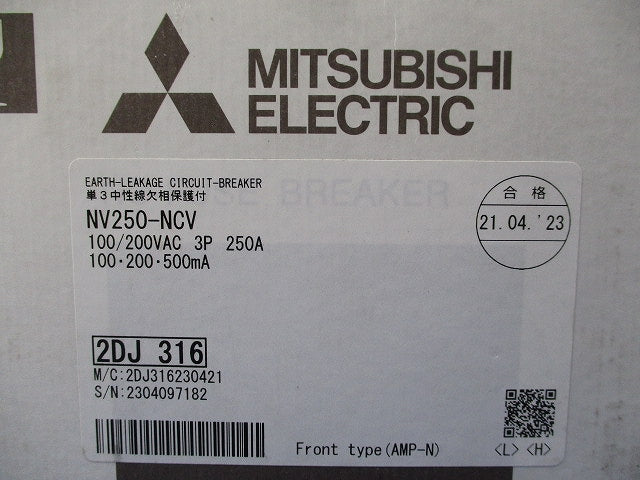 MITSUBISHI
ELECTRIC
EARTH-LEAKAGE CIRCUIT-BREAKER
単3中性線欠相保護付
NV250-NCV
100/200VAC 3P 250A
100・200・500mA
合格
21.04.'23
2DJ 316
M/C:2DJ316230421
S/N:2304097182
Front type(AMP-N)
<L> <H>
BREAKER